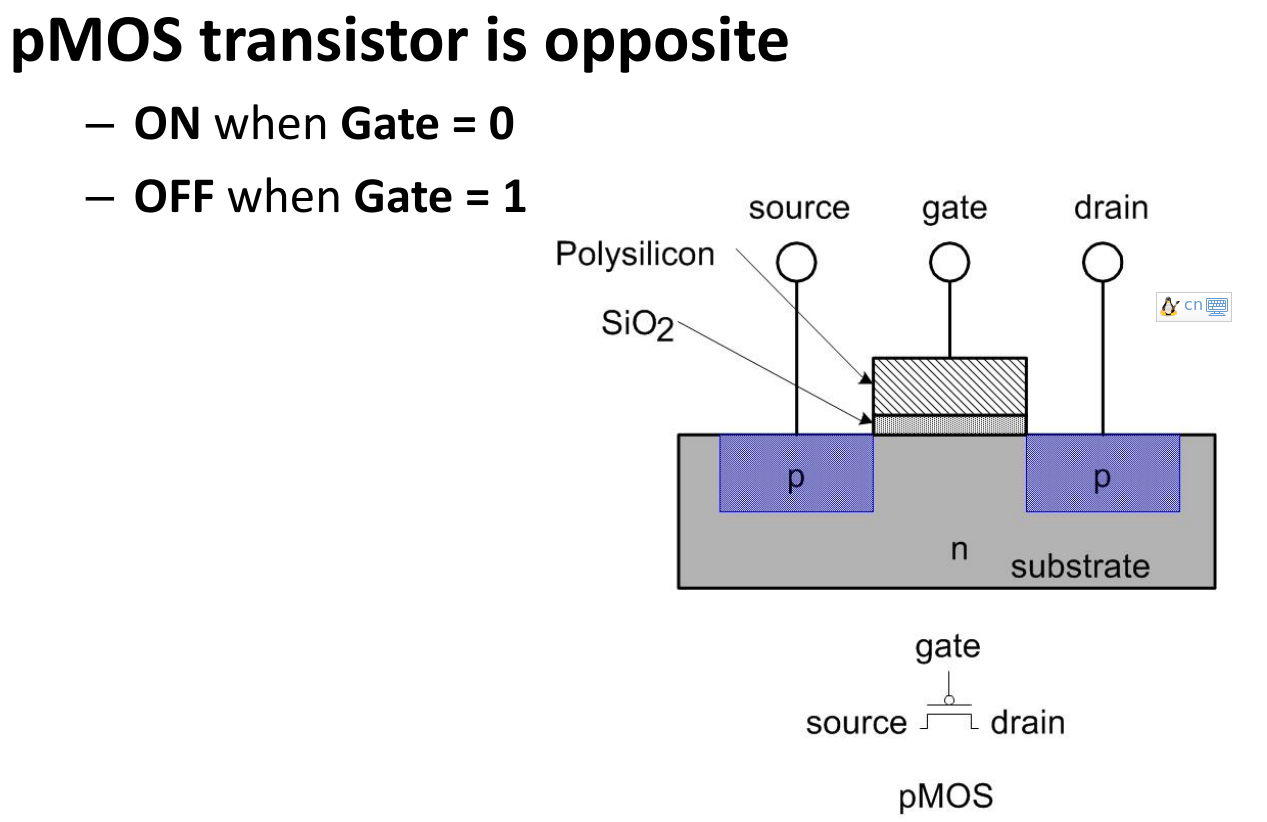 pMOS transistor is opposite
– ON when Gate = 0
– OFF when Gate = 1
source gate drain
Polysilicon
cn
SiO2
p p
n
substrate
gate
source drain
pMOS